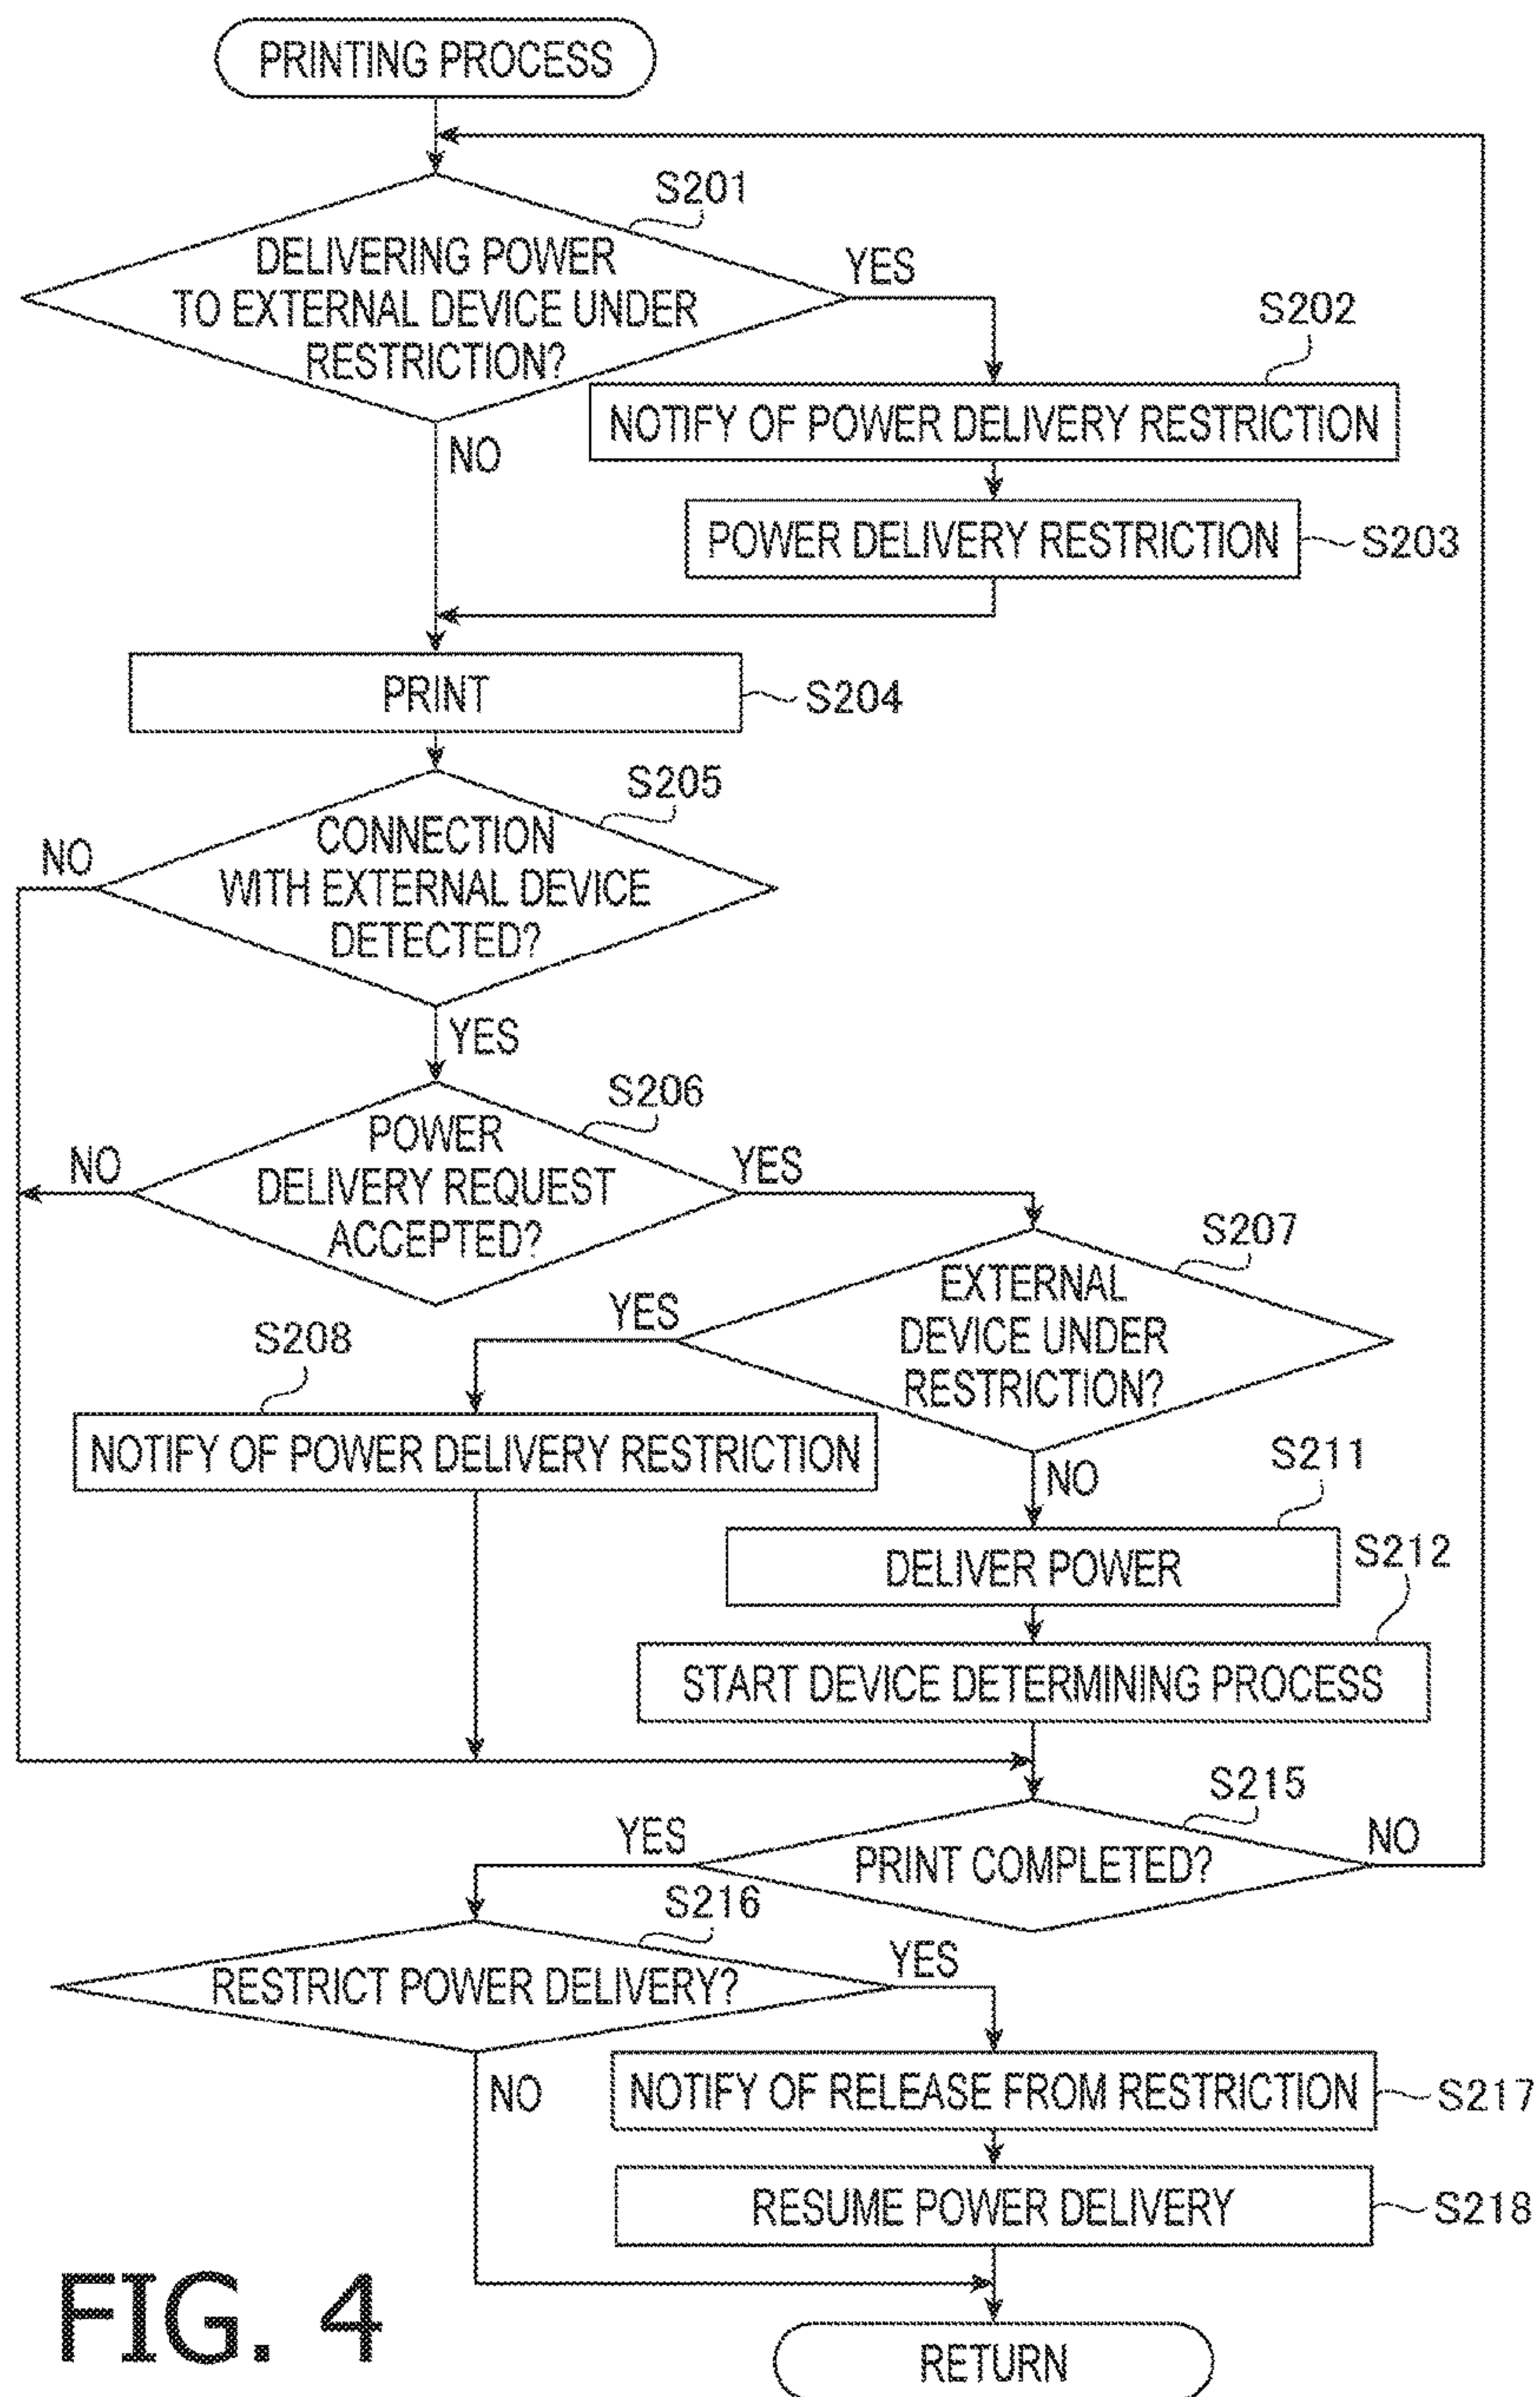 PRINTING PROCESS
S201
DELIVERING POWER
TO EXTERNAL DEVICE UNDER
RESTRICTION?
YES
NO
S202
NOTIFY OF POWER DELIVERY RESTRICTION
POWER DELIVERY RESTRICTION
S203
PRINT
S204
S205
CONNECTION
WITH EXTERNAL DEVICE
DETECTED?
NO
YES
S206
POWER
DELIVERY REQUEST
ACCEPTED?
NO
YES
S207
EXTERNAL
DEVICE UNDER
RESTRICTION?
YES
NO
S208
NOTIFY OF POWER DELIVERY RESTRICTION
S211
DELIVER POWER
S212
START DEVICE DETERMINING PROCESS
S215
PRINT COMPLETED?
YES
NO
S216
RESTRICT POWER DELIVERY?
YES
NO
NOTIFY OF RELEASE FROM RESTRICTION
S217
RESUME POWER DELIVERY
S218
RETURN
FIG. 4